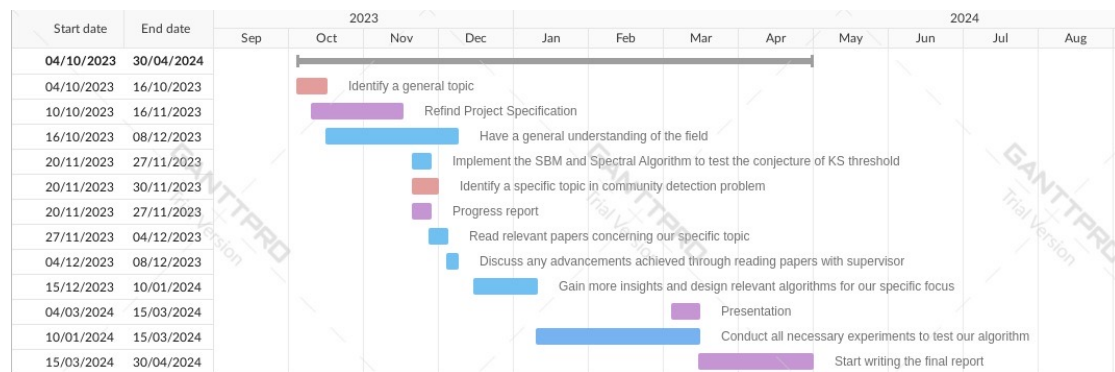 Start date End date 2023 2024
Sep Oct Nov Dec Jan Feb Mar Apr May Jun Jul Aug
04/10/2023 30/04/2024
04/10/2023 16/10/2023 Identify a general topic
10/10/2023 16/11/2023 Refind Project Specification
16/10/2023 08/12/2023 Have a general understanding of the field
20/11/2023 27/11/2023 Implement the SBM and Spectral Algorithm to test the conjecture of KS threshold
20/11/2023 30/11/2023 Identify a specific topic in community detection problem
20/11/2023 27/11/2023 Progress report
27/11/2023 04/12/2023 Read relevant papers concerning our specific topic
04/12/2023 08/12/2023 Discuss any advancements achieved through reading papers with supervisor
15/12/2023 10/01/2024 Gain more insights and design relevant algorithms for our specific focus
04/03/2024 15/03/2024 Presentation
10/01/2024 15/03/2024 Conduct all necessary experiments to test our algorithm
15/03/2024 30/04/2024 Start writing the final report
GANTTPRO
Trial Version
GANTTPRO
Trial Version
GANTTPRO
Trial Version